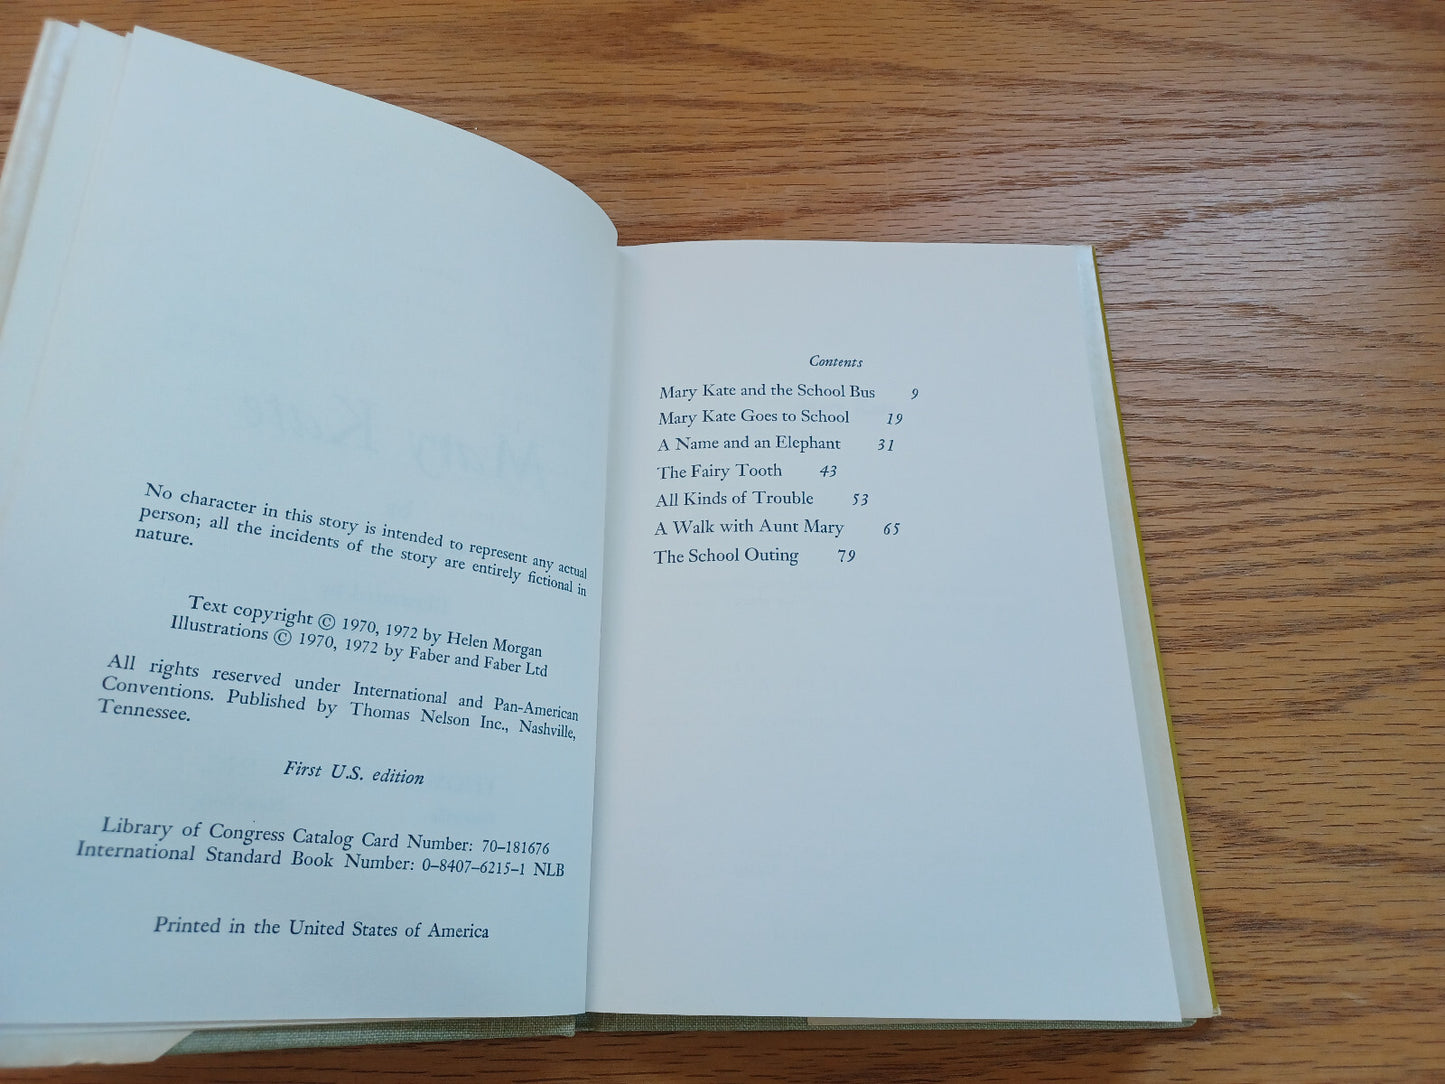 No character in this story is intended to represent any actual
person; all the incidents of the story are entirely fictional in
nature.
Text copyright © 1970, 1972 by Helen Morgan
Illustrations © 1970, 1972 by Faber and Faber Ltd
All rights reserved under International and Pan-American
Conventions. Published by Thomas Nelson Inc., Nashville,
Tennessee.
First U.S. edition
Library of Congress Catalog Card Number: 70–181676
International Standard Book Number: 0–8407–6215–1 NLB
Printed in the United States of America
Contents
Mary Kate and the School Bus 9
Mary Kate Goes to School 19
A Name and an Elephant 31
The Fairy Tooth 43
All Kinds of Trouble 53
A Walk with Aunt Mary 65
The School Outing 79